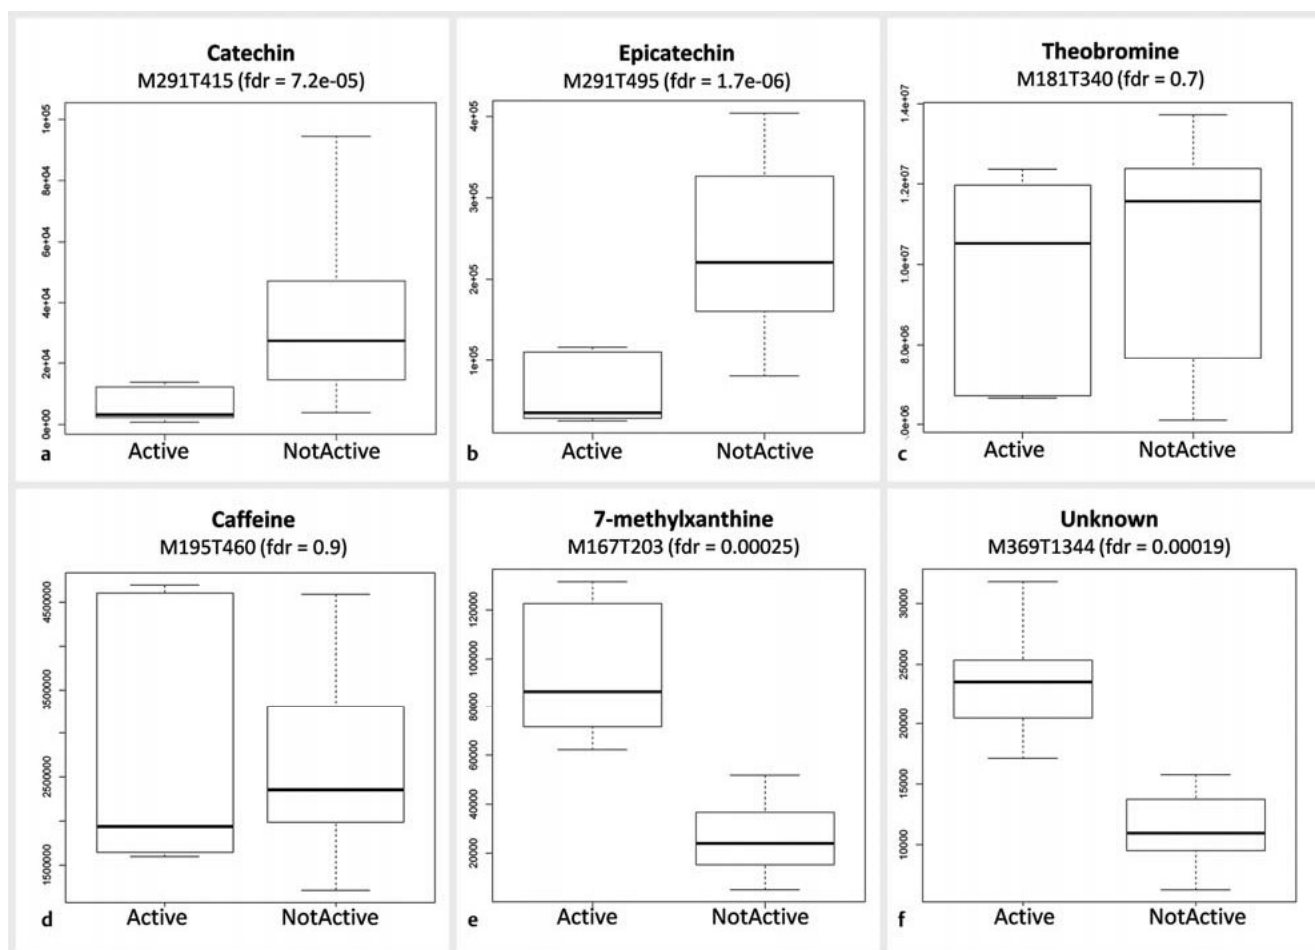 Catechin
M291T415 (fdr = 7.2e-05)
1e+05
8e+04
6e+04
4e+04
2e+04
0e+00
a
Active
NotActive
Epicatechin
M291T495 (fdr = 1.7e-06)
4e+05
3e+05
2e+05
1e+05
b
Active
NotActive
Theobromine
M181T340 (fdr = 0.7)
1.4e+07
1.2e+07
1.0e+07
8.0e+06
.0e+06
c
Active
NotActive
Caffeine
M195T460 (fdr = 0.9)
4500000
3500000
2500000
1500000
d
Active
NotActive
7-methylxanthine
M167T203 (fdr = 0.00025)
120000
100000
80000
60000
40000
20000
e
Active
NotActive
Unknown
M369T1344 (fdr = 0.00019)
30000
25000
20000
15000
10000
f
Active
NotActive